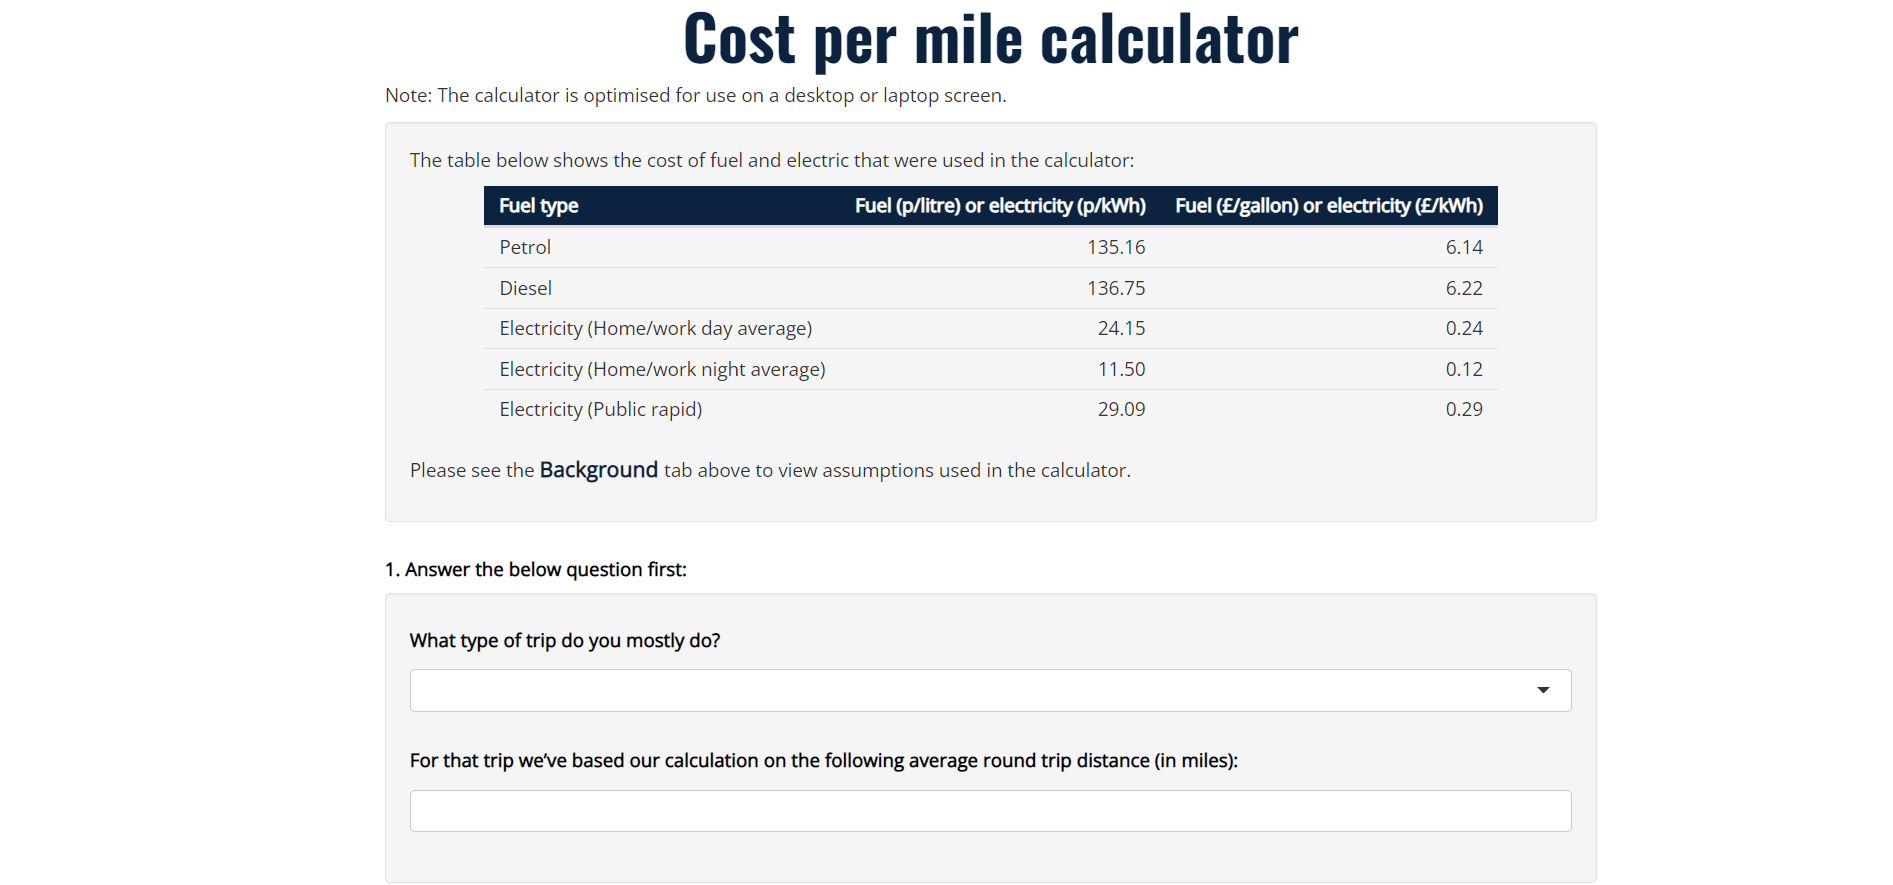 Cost per mile calculator
Note: The calculator is optimised for use on a desktop or laptop screen.
The table below shows the cost of fuel and electric that were used in the calculator:
Fuel type Fuel (p/litre) or electricity (p/kWh) Fuel (£/gallon) or electricity (£/kWh)
Petrol 135.16 6.14
Diesel 136.75 6.22
Electricity (Home/work day average) 24.15 0.24
Electricity (Home/work night average) 11.50 0.12
Electricity (Public rapid) 29.09 0.29
Please see the Background tab above to view assumptions used in the calculator.
1. Answer the below question first:
What type of trip do you mostly do?
For that trip we’ve based our calculation on the following average round trip distance (in miles):